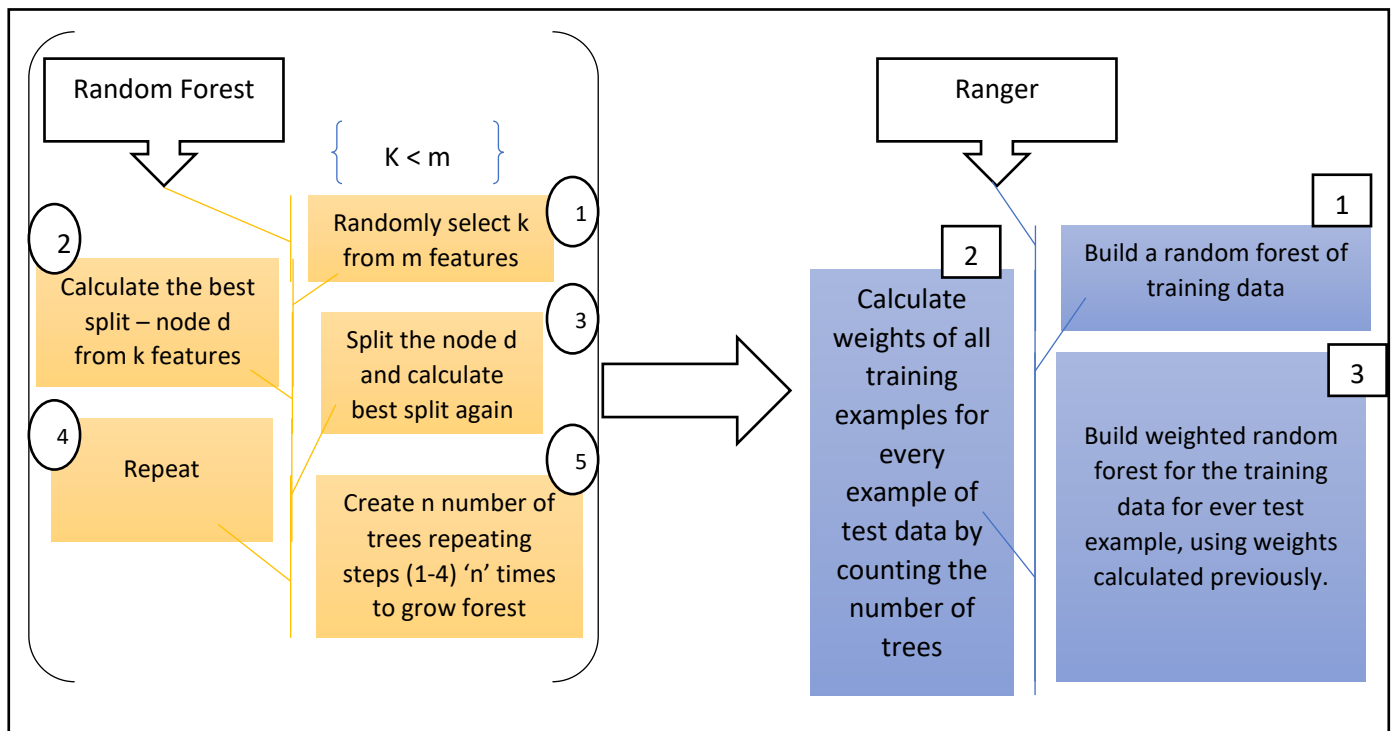 Random Forest
K < m
1
Randomly select k
from m features
2
Calculate the best
split – node d
from k features
3
Split the node d
and calculate
best split again
4
Repeat
5
Create n number of
trees repeating
steps (1-4) ‘n’ times
to grow forest
Ranger
1
Build a random forest of
training data
2
Calculate
weights of all
training
examples for
every
example of
test data by
counting the
number of
trees
3
Build weighted random
forest for the training
data for ever test
example, using weights
calculated previously.